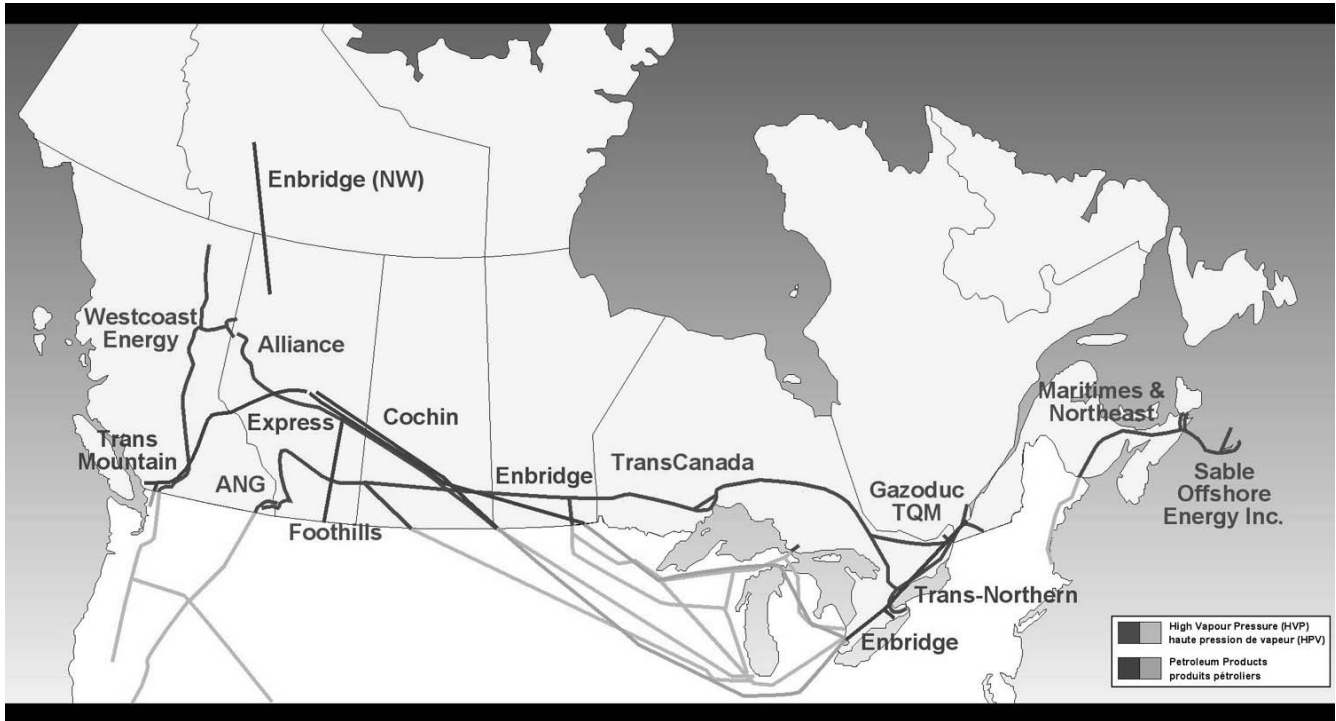 Enbridge (NW)
Westcoast
Energy
Alliance
Express
Cochin
Trans
Mountain
ANG
Foothills
Enbridge
TransCanada
Gazoduc
TQM
Maritimes &
Northeast
Sable
Offshore
Energy Inc.
Trans-Northern
Enbridge
High Vapour Pressure (HVP)
haute pression de vapeur (HPV)
Petroleum Products
produits pétroliers